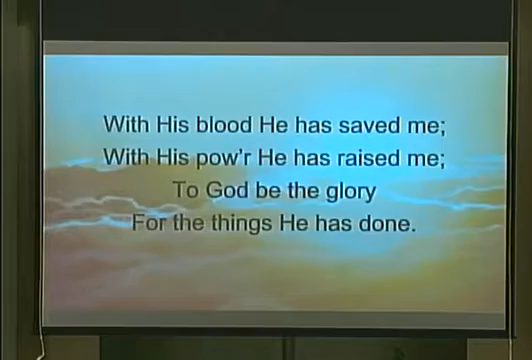 With His blood He has saved me;
With His pow'r He has raised me;
To God be the glory
For the things He has done.